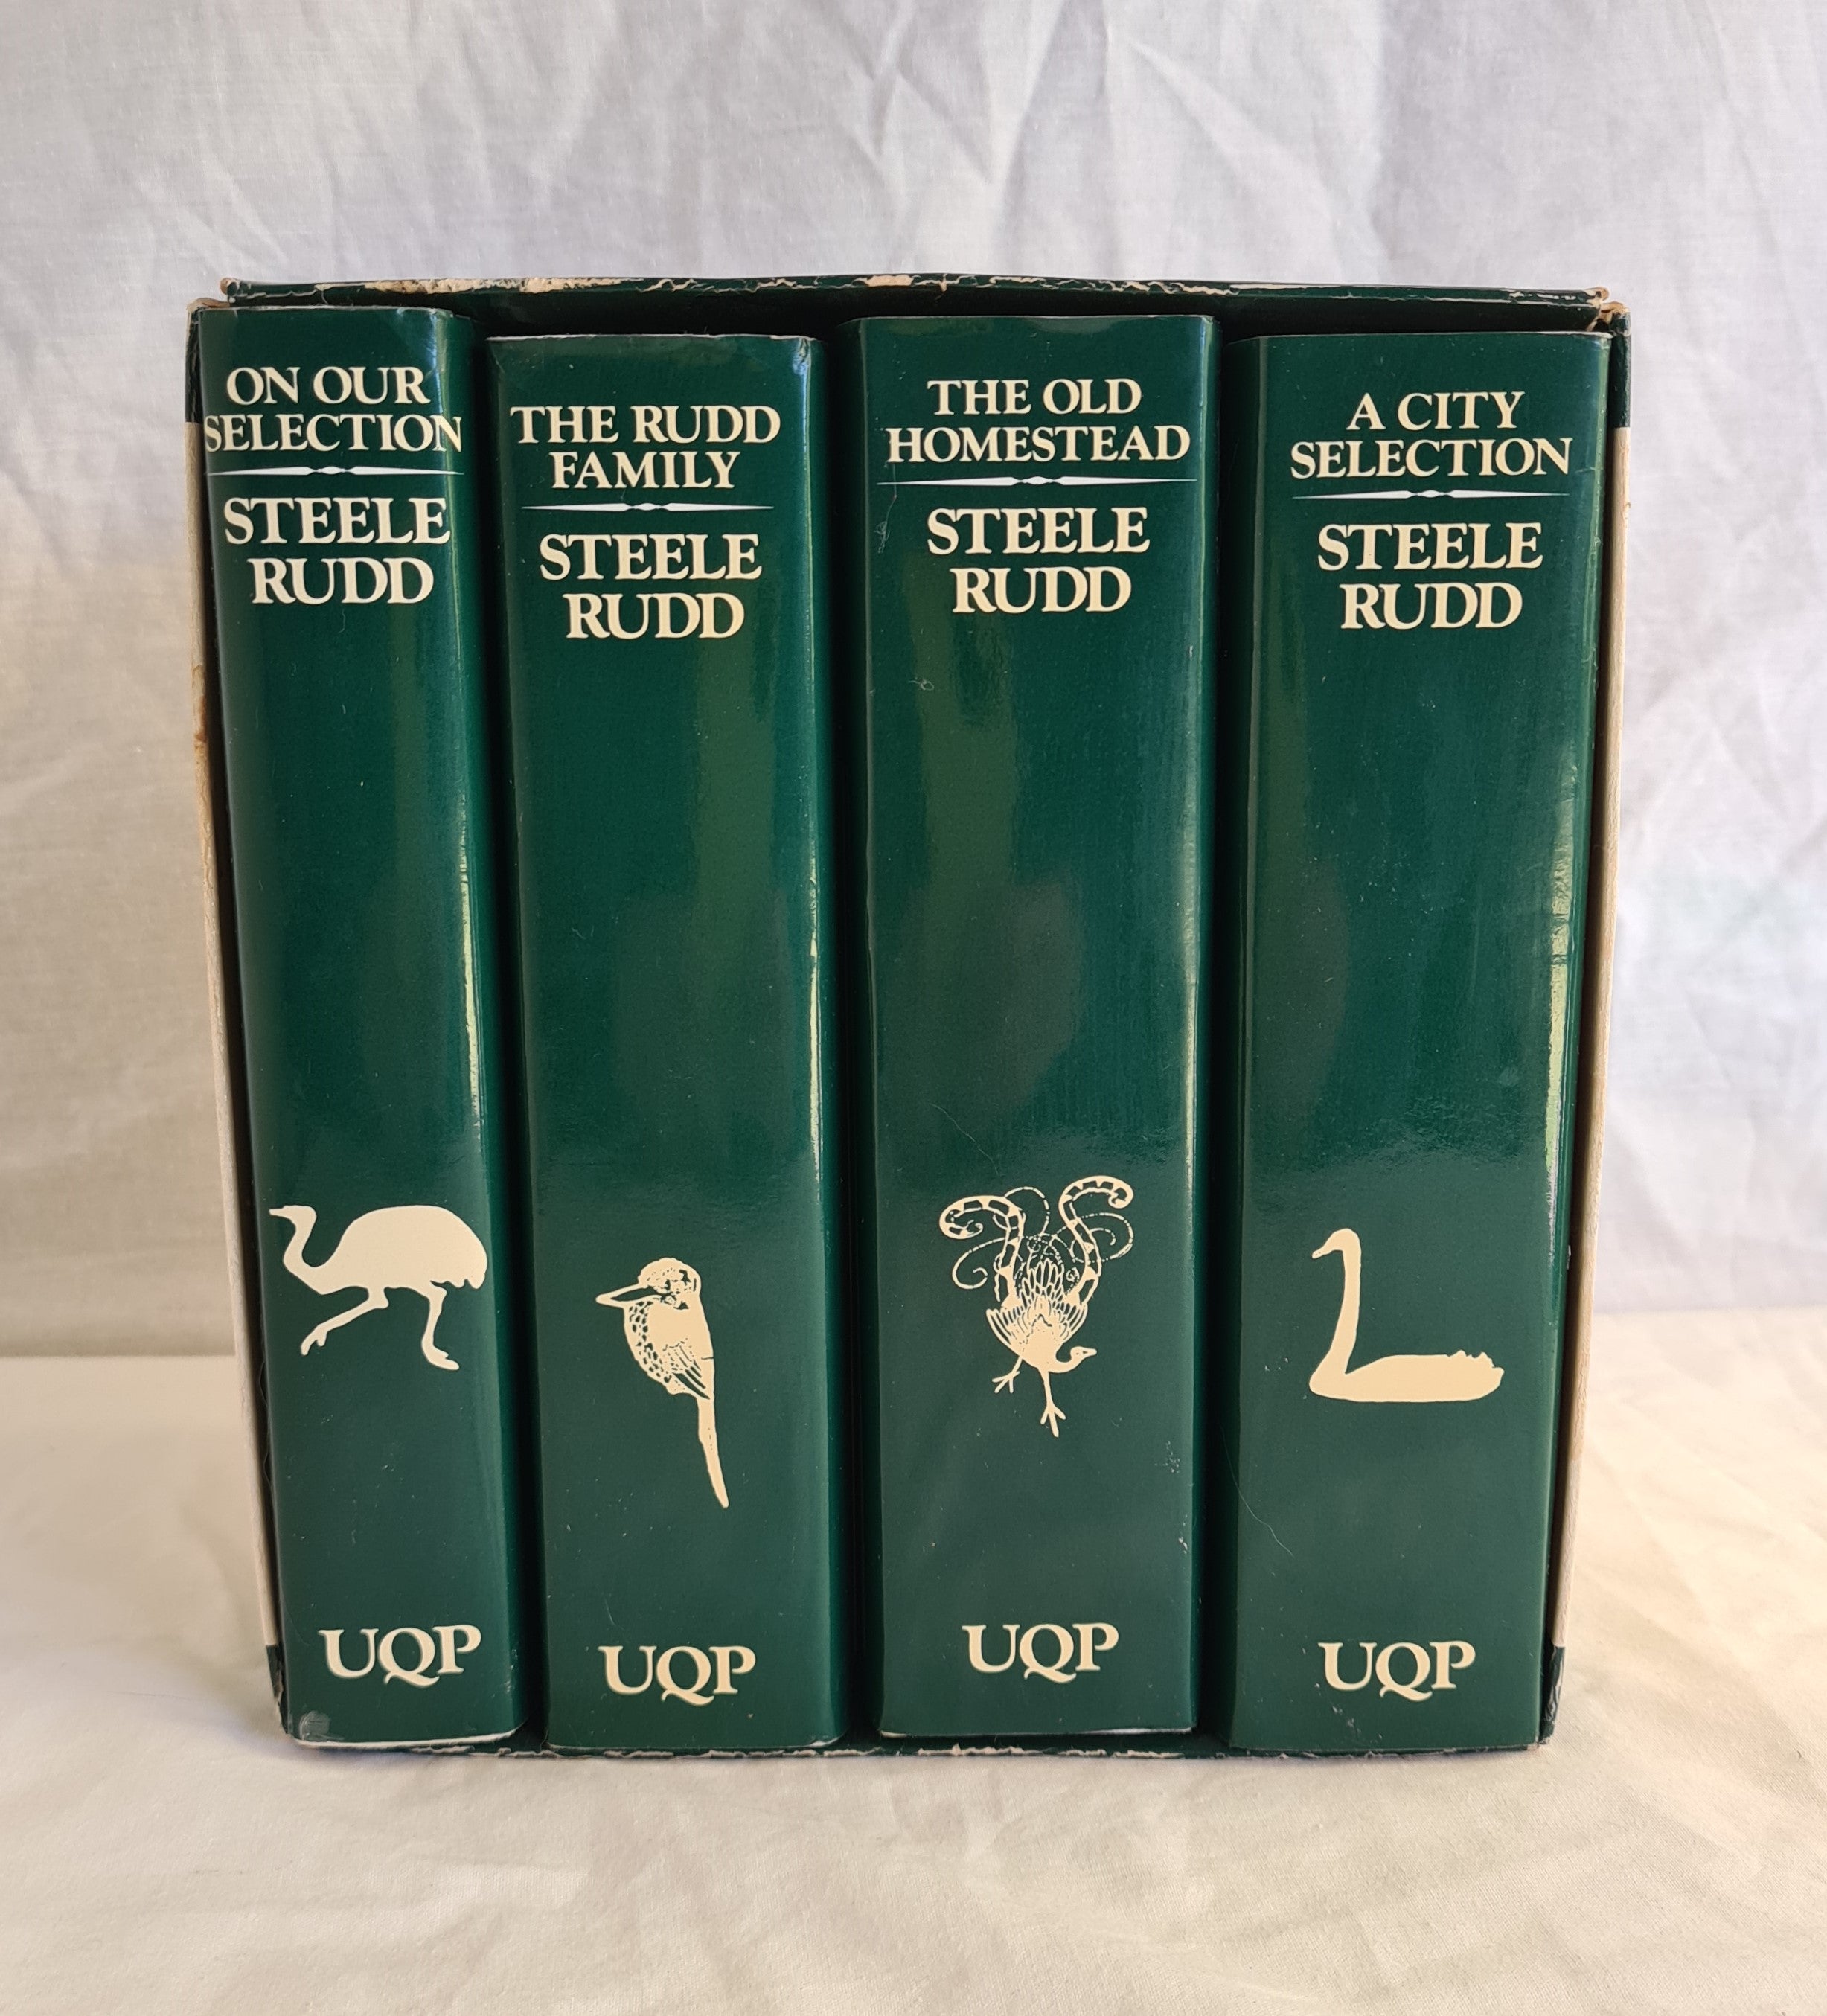 ON OUR
SELECTION
STEELE
RUDD
UQP
THE RUDD
FAMILY
STEELE
RUDD
UQP
THE OLD
HOMESTEAD
STEELE
RUDD
UQP
A CITY
SELECTION
STEELE
RUDD
UQP